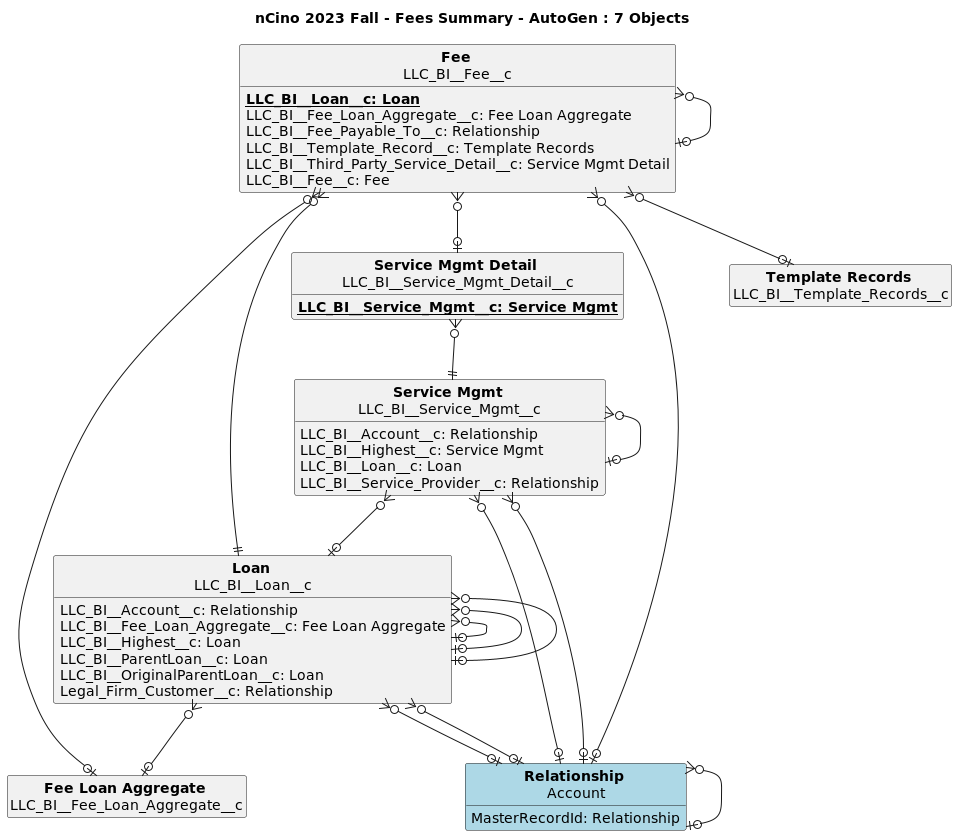 nCino 2023 Fall - Fees Summary - AutoGen : 7 Objects
Fee
LLC_BI__Fee__c
LLC_BI__Loan__c: Loan
LLC_BI__Fee_Loan_Aggregate__c: Fee Loan Aggregate
LLC_BI__Fee_Payable_To__c: Relationship
LLC_BI__Template_Record__c: Template Records
LLC_BI__Third_Party_Service_Detail__c: Service Mgmt Detail
LLC_BI__Fee__c: Fee
Service Mgmt Detail
LLC_BI__Service_Mgmt_Detail__c
LLC_BI__Service_Mgmt__c: Service Mgmt
Template Records
LLC_BI__Template_Records__c
Service Mgmt
LLC_BI__Service_Mgmt__c
LLC_BI__Account__c: Relationship
LLC_BI__Highest__c: Service Mgmt
LLC_BI__Loan__c: Loan
LLC_BI__Service_Provider__c: Relationship
Loan
LLC_BI__Loan__c
LLC_BI__Account__c: Relationship
LLC_BI__Fee_Loan_Aggregate__c: Fee Loan Aggregate
LLC_BI__Highest__c: Loan
LLC_BI__ParentLoan__c: Loan
LLC_BI__OriginalParentLoan__c: Loan
Legal_Firm_Customer__c: Relationship
Fee Loan Aggregate
LLC_BI__Fee_Loan_Aggregate__c
Relationship
Account
MasterRecordId: Relationship